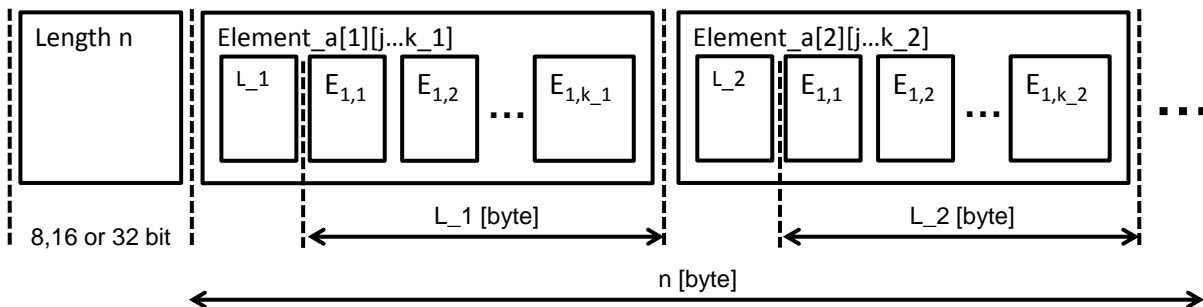 Length n
Element_a[1][j...k_1]
L_1
E1,1
E1,2
...
E1,k_1
Element_a[2][j...k_2]
L_2
E1,1
E1,2
...
E1,k_2
...
8,16 or 32 bit
L_1 [byte]
L_2 [byte]
n [byte]